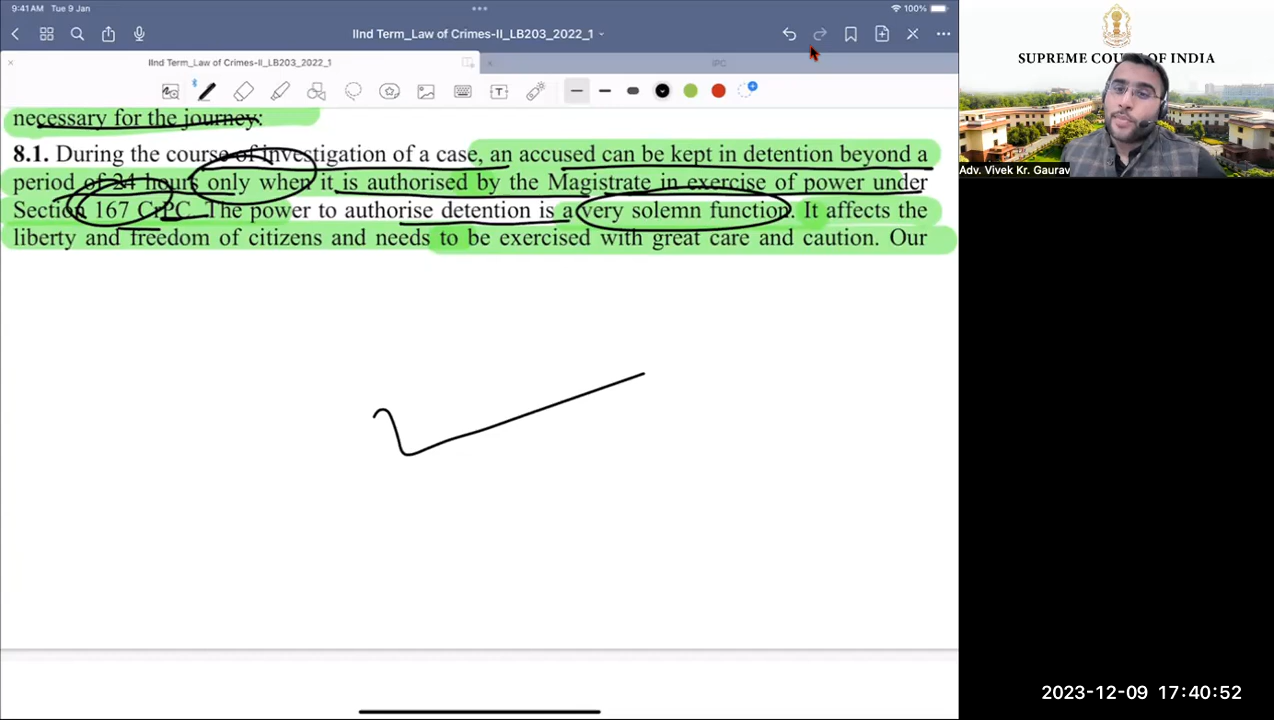 9:41 AM Tue 9 Jan
100%
IInd Term_Law of Crimes-II_LB203_2022_1
IInd Term_Law of Crimes-II_LB203_2022_1
IPC
T
necessary for the journey:
8.1. During the course of investigation of a case, an accused can be kept in detention beyond a
period of 24 hours only when it is authorised by the Magistrate in exercise of power under
Section 167 CrPC. The power to authorise detention is a very solemn function. It affects the
liberty and freedom of citizens and needs to be exercised with great care and caution. Our
SUPREME COURT OF INDIA
Adv. Vivek Kr. Gaurav
2023-12-09 17:40:52